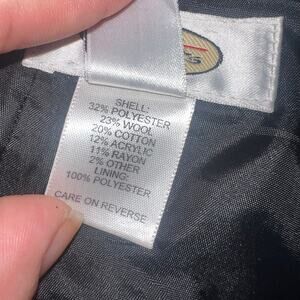 SHELL:
32% POLYESTER
23% WOOL
20% COTTON
12% ACRYLIC
11% RAYON
2% OTHER
LINING:
100% POLYESTER
CARE ON REVERSE